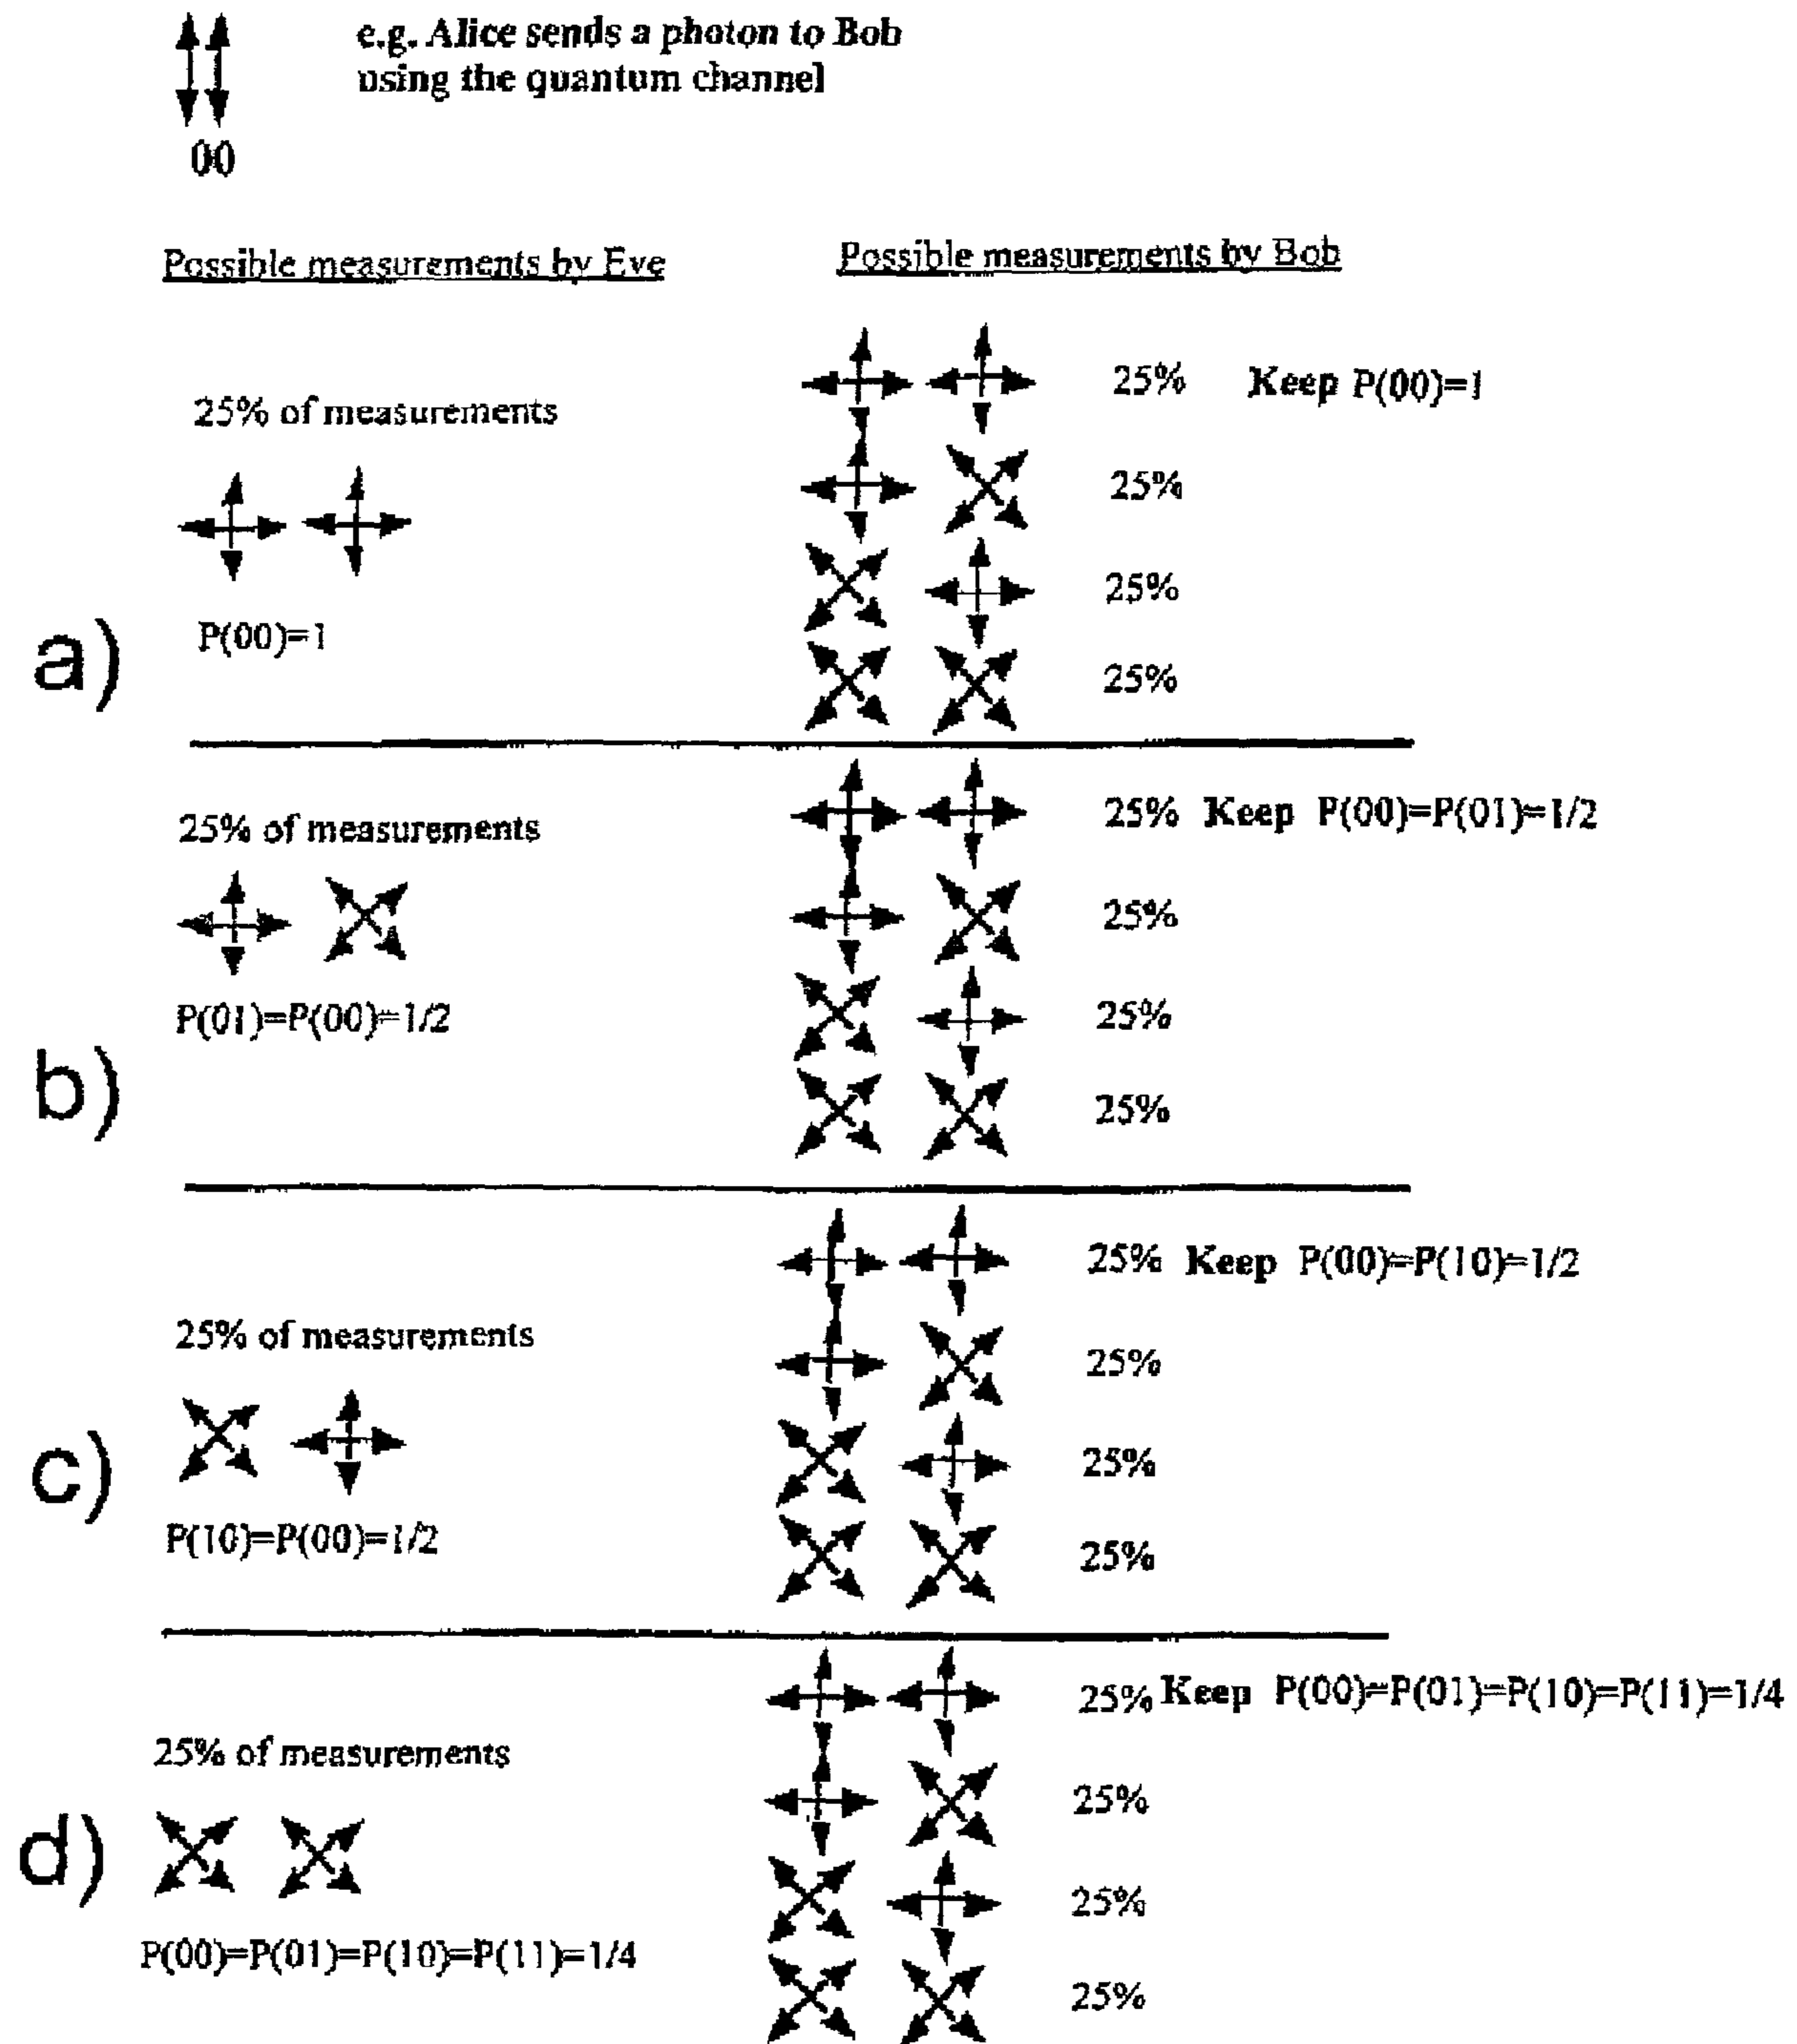 e.g. Alice sends a photon to Bob
using the quantum channel
00
Possible measurements by Eve
Possible measurements by Bob
25% of measurements
P(00)=1
a)
25% Keep P(00)=1
25%
25%
25%
25% of measurements
P(01)=P(00)=1/2
b)
25% Keep P(00)=P(01)=1/2
25%
25%
25%
25% of measurements
c)
P(10)=P(00)=1/2
25% Keep P(00)=P(10)=1/2
25%
25%
25%
25% of measurements
d)
P(00)=P(01)=P(10)=P(11)=1/4
25% Keep P(00)=P(01)=P(10)=P(11)=1/4
25%
25%
25%